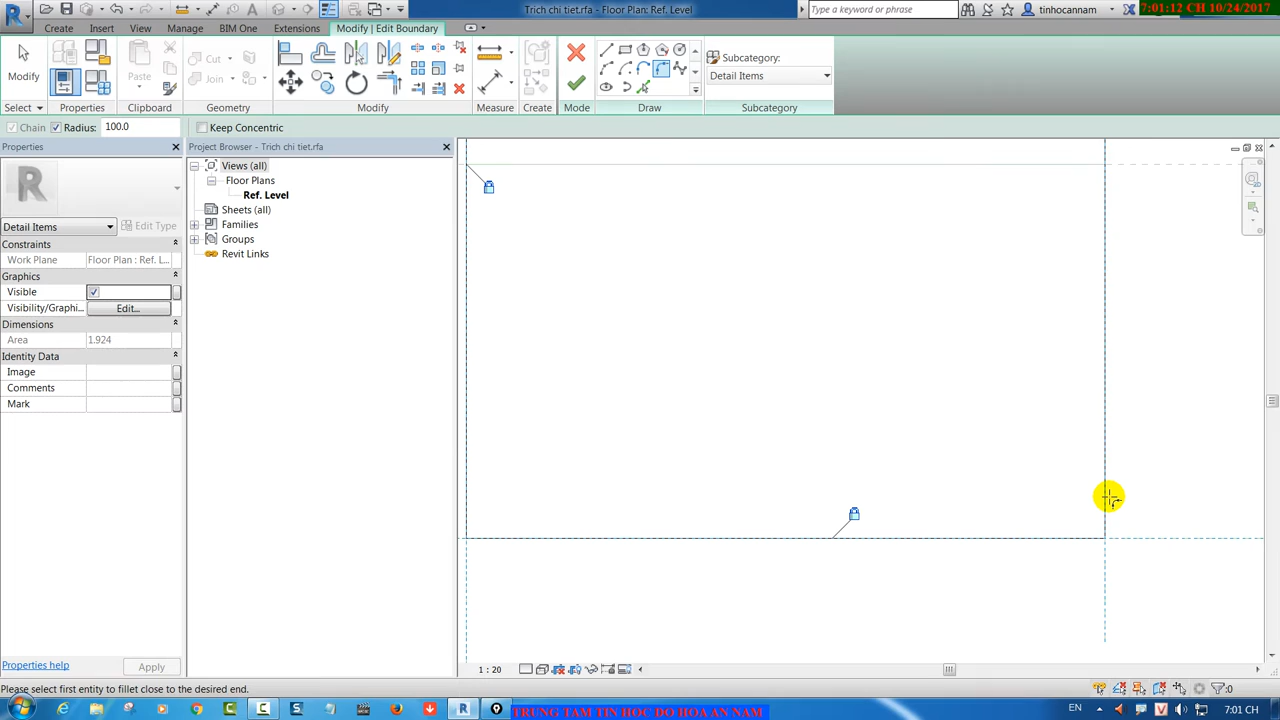 Trich chi tiet.rfa - Floor Plan: Ref. Level
Type a keyword or phrase
tinhocannam
7:01:12 CH 10/24/2017
Create
Insert
View
Manage
BIM One
Extensions
Modify | Edit Boundary
Modify
Paste
Cut
Join
Subcategory:
Detail Items
Select
Properties
Clipboard
Geometry
Modify
Measure
Create
Mode
Draw
Subcategory
Chain
Radius:
100.0
Keep Concentric
Properties
Project Browser - Trich chi tiet.rfa
Views (all)
Floor Plans
Ref. Level
Sheets (all)
Families
Groups
Revit Links
Detail Items
Edit Type
Constraints
Work Plane
Floor Plan : Ref. L...
Graphics
Visible
Visibility/Graphi...
Edit...
Dimensions
Area
1.924
Identity Data
Image
Comments
Mark
Properties help
Apply
1 : 20
Please select first entity to fillet close to the desired end.
:0
EN
7:01 CH
TRUNG TAM TIN HOC DO HOA AN NAM